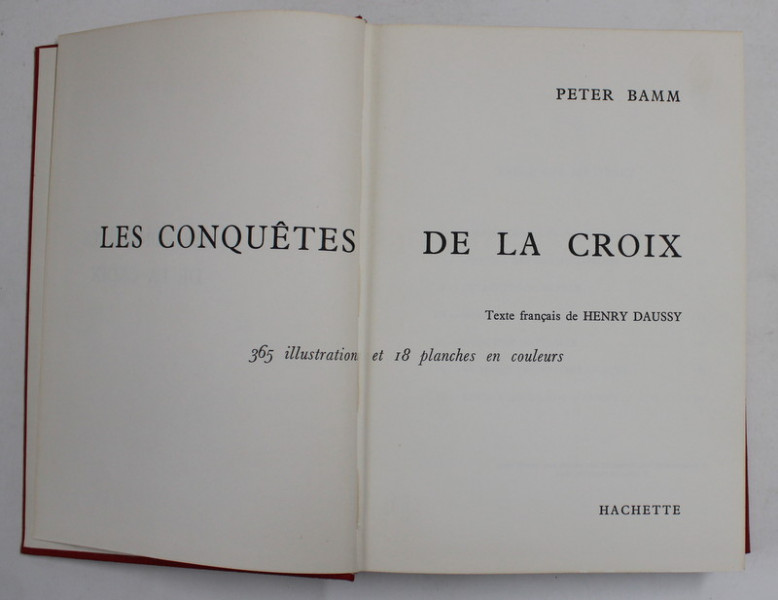 PETER BAMM
LES CONQUÊTES DE LA CROIX
Texte français de HENRY DAUSSY
365 illustration et 18 planches en couleurs
HACHETTE